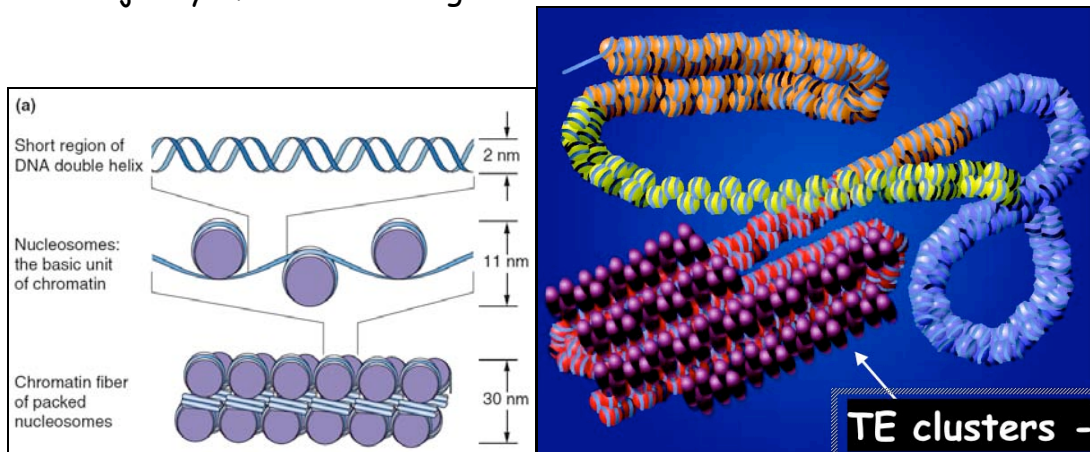 (a)
Short region of
DNA double helix
2 nm
Nucleosomes:
the basic unit
of chromatin
11 nm
Chromatin fiber
of packed
nucleosomes
30 nm
TE clusters -